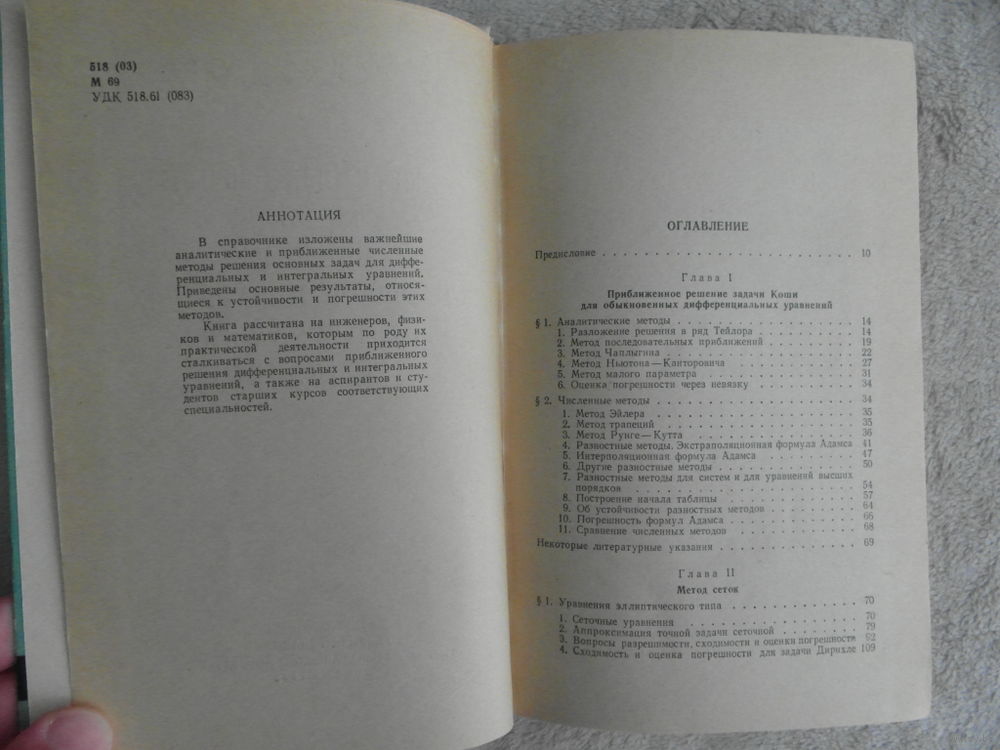 518 (03)
М 69
УДК 518.61 (083)
АННОТАЦИЯ
В справочнике изложены важнейшие
аналитические и приближенные численные
методы решения основных задач для диффе-
ренциальных и интегральных уравнений.
Приведены основные результаты, относя-
щиеся к устойчивости и погрешности этих
методов.
Книга рассчитана на инженеров, физи-
ков и математиков, которым по роду их
практической деятельности приходится
сталкиваться с вопросами приближенного
решения дифференциальных и интегральных
уравнений, а также на аспирантов и сту-
дентов старших курсов соответствующих
специальностей.
ОГЛАВЛЕНИЕ
Предисловие . . . . . . . . . . . . . . . . . . . . . . 10
Глава I
Приближенное решение задачи Коши
для обыкновенных дифференциальных уравнений
§ 1. Аналитические методы . . . . . . . . . . . . . . . 14
1. Разложение решения в ряд Тейлора . . . . . . . . 14
2. Метод последовательных приближений . . . . . . . 19
3. Метод Чаплыгина . . . . . . . . . . . . . . . . 22
4. Метод Ньютона — Канторовича . . . . . . . . . . . 27
5. Метод малого параметра . . . . . . . . . . . . . 31
6. Оценка погрешности через невязку . . . . . . . . 34
§ 2. Численные методы . . . . . . . . . . . . . . . . . 34
1. Метод Эйлера . . . . . . . . . . . . . . . . . . 35
2. Метод трапеций . . . . . . . . . . . . . . . . . 35
3. Метод Рунге — Кутта . . . . . . . . . . . . . . . 36
4. Разностные методы. Экстраполяционная формула Адамса 41
5. Интерполяционная формула Адамса . . . . . . . . . 47
6. Другие разностные методы . . . . . . . . . . . . 50
7. Разностные методы для систем и для уравнений высших
порядков . . . . . . . . . . . . . . . . . . . . 54
8. Построение начала таблицы . . . . . . . . . . . . 57
9. Об устойчивости разностных методов . . . . . . . 64
10. Погрешность формул Адамса . . . . . . . . . . . . 66
11. Сравнение численных методов . . . . . . . . . . . 68
Некоторые литературные указания . . . . . . . . . . . . 69
Глава II
Метод сеток
§ 1. Уравнения эллиптического типа . . . . . . . . . . . 70
1. Сеточные уравнения . . . . . . . . . . . . . . . 70
2. Аппроксимация точной задачи сеточной . . . . . . 79
3. Вопросы разрешимости, сходимости и оценки погрешности 92
4. Сходимость и оценка погрешности для задачи Дирихле 109